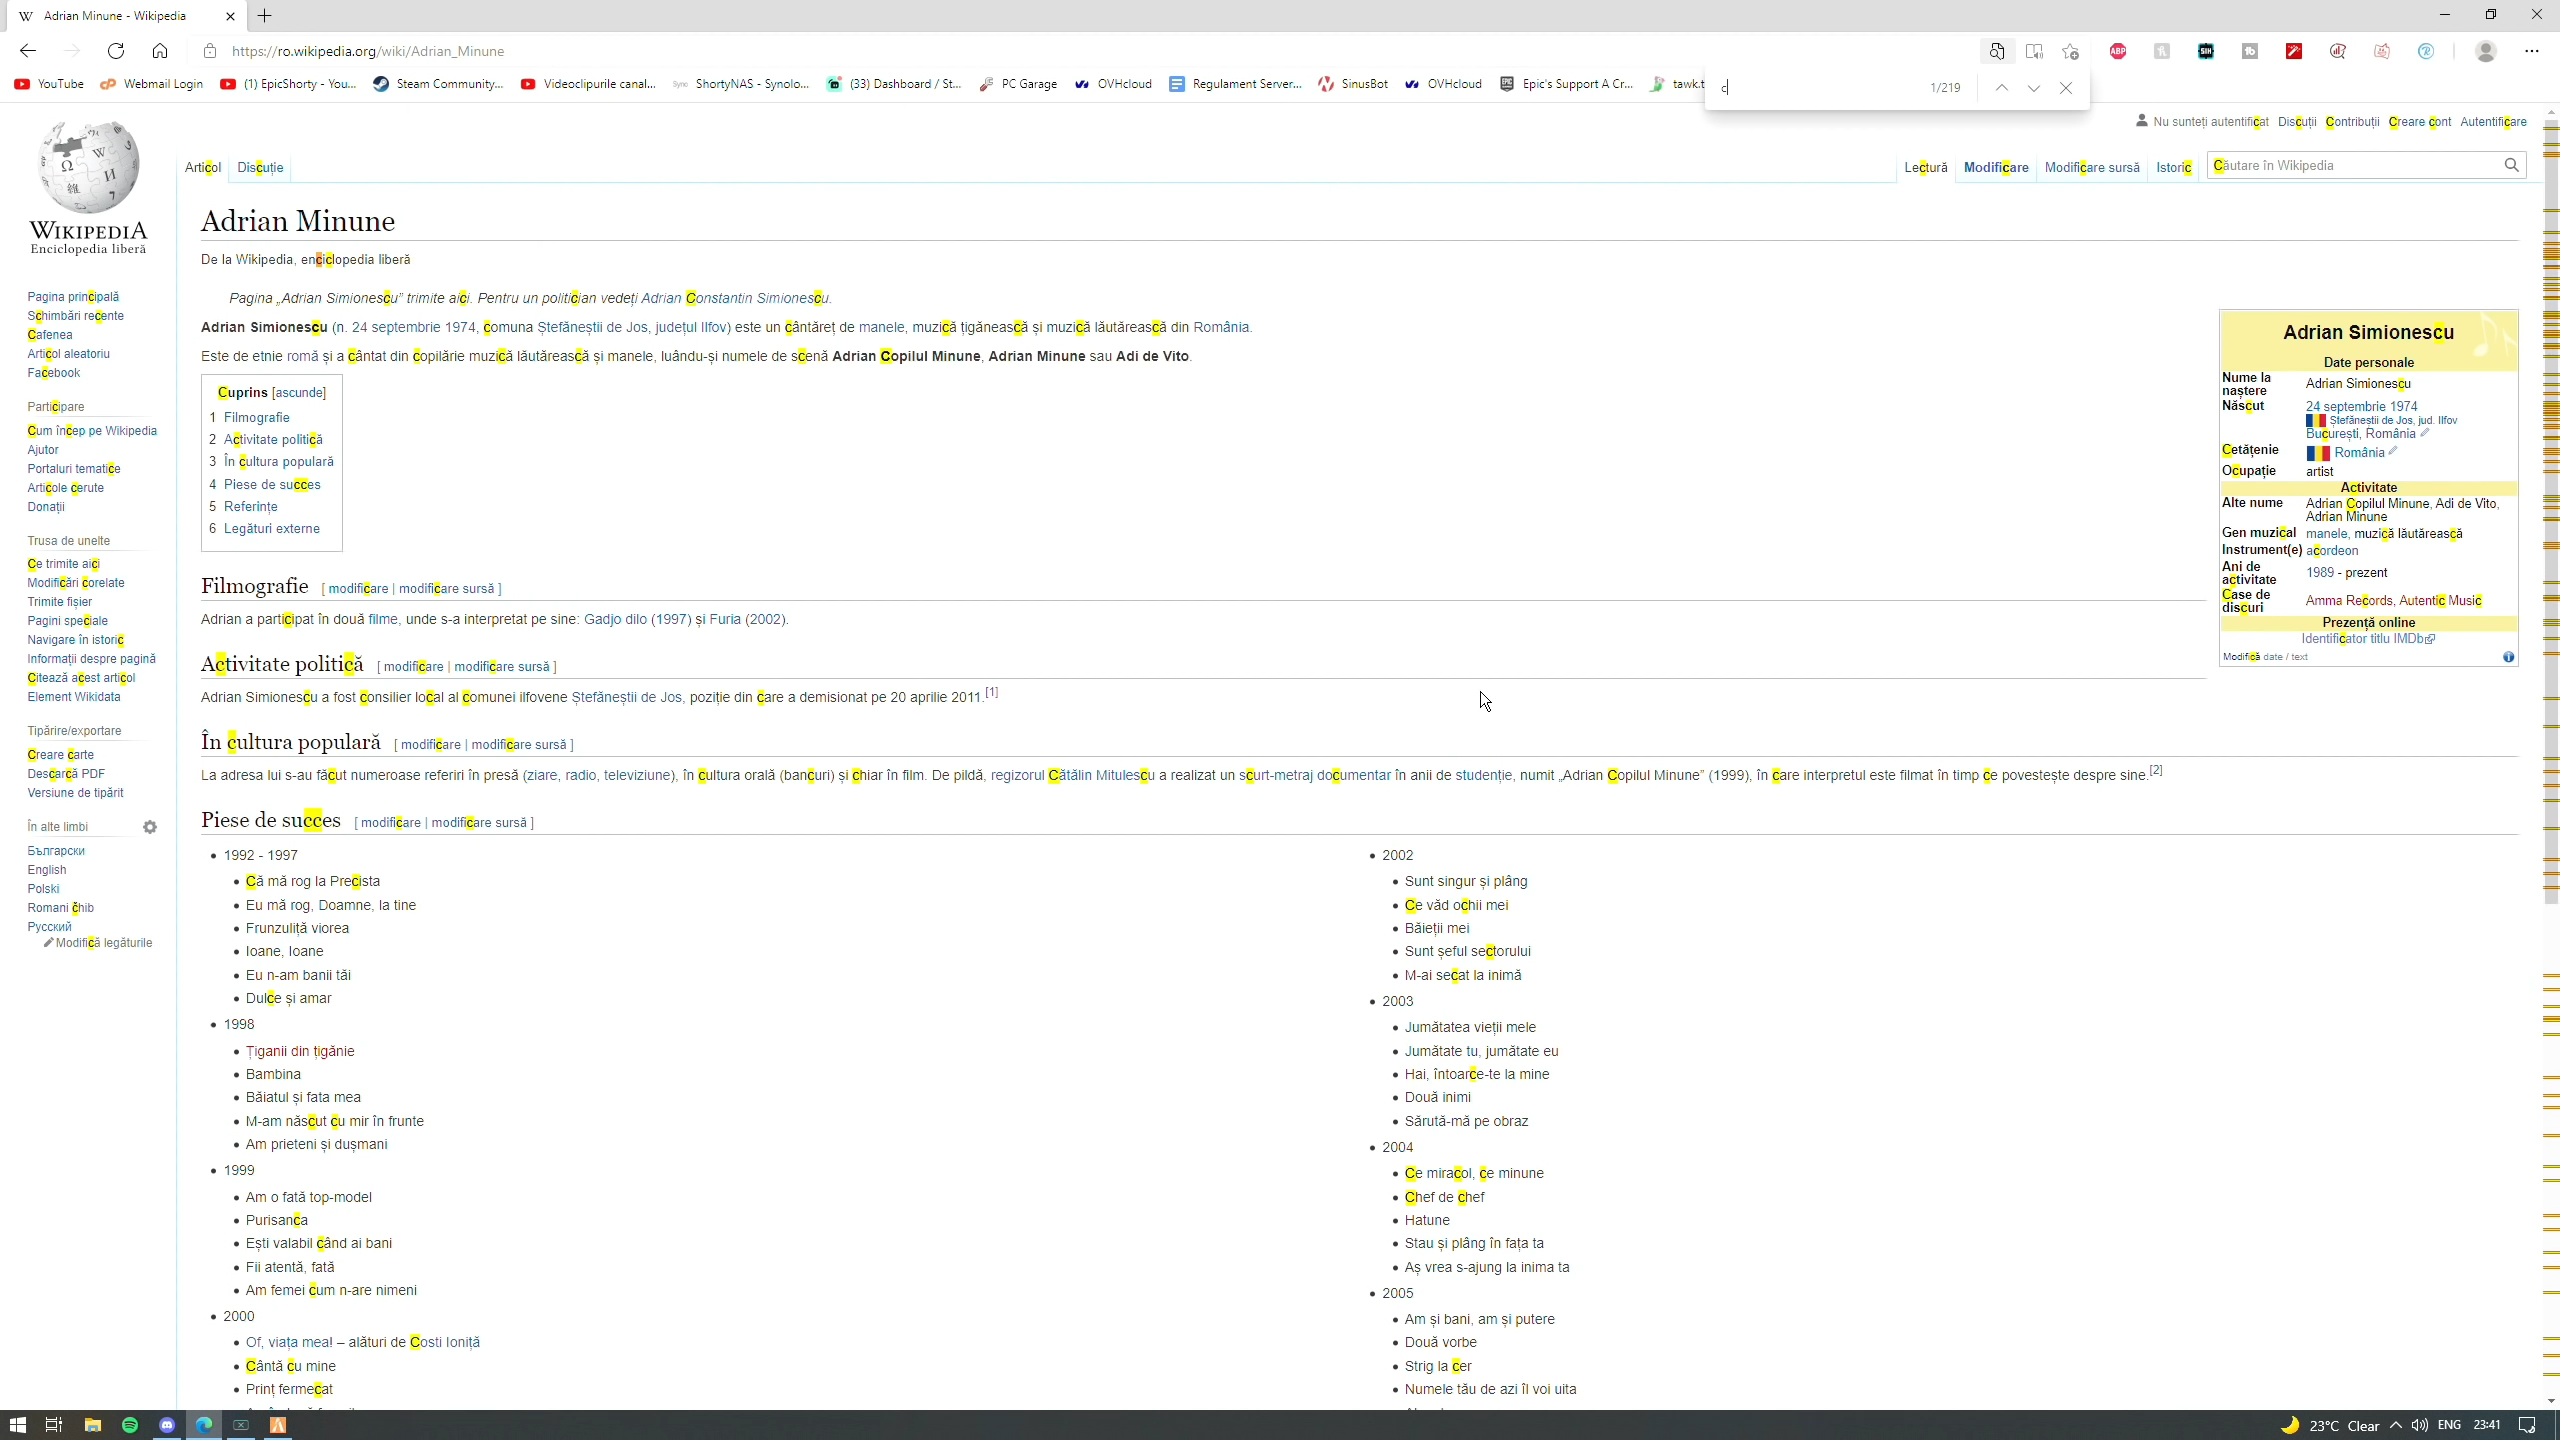 Adrian Minune - Wikipedia
https://ro.wikipedia.org/wiki/Adrian_Minune
YouTube
Webmail Login
(1) EpicShorty - You...
Steam Community...
Videoclipurile canal...
ShortyNAS - Synolo...
(33) Dashboard / St...
PC Garage
OVHcloud
Regulament Server...
SinusBot
OVHcloud
Epic's Support A Cr...
tawk.t
c
1/219
WIKIPEDIA
Enciclopedia liberă
Nu sunteți autentificat Discuții Contribuții Creare cont Autentificare
Articol Discuție
Lectură Modificare Modificare sursă Istoric Căutare în Wikipedia
Adrian Minune
De la Wikipedia, enciclopedia liberă
Pagina „Adrian Simionescu” trimite aici. Pentru un politician vedeți Adrian Constantin Simionescu.
Adrian Simionescu (n. 24 septembrie 1974, comuna Ștefăneștii de Jos, județul Ilfov) este un cântăreț de manele, muzică țigănească și muzică lăutărească din România.
Este de etnie romă și a cântat din copilărie muzică lăutărească și manele, luându-și numele de scenă Adrian Copilul Minune, Adrian Minune sau Adi de Vito.
Cuprins [ascunde]
1 Filmografie
2 Activitate politică
3 În cultura populară
4 Piese de succes
5 Referințe
6 Legături externe
Filmografie [ modificare | modificare sursă ]
Adrian a participat în două filme, unde s-a interpretat pe sine: Gadjo dilo (1997) și Furia (2002).
Activitate politică [ modificare | modificare sursă ]
Adrian Simionescu a fost consilier local al comunei ilfovene Ștefăneștii de Jos, poziție din care a demisionat pe 20 aprilie 2011.[1]
În cultura populară [ modificare | modificare sursă ]
La adresa lui s-au făcut numeroase referiri în presă (ziare, radio, televiziune), în cultura orală (bancuri) și chiar în film. De pildă, regizorul Cătălin Mitulescu a realizat un scurt-metraj documentar în anii de studenție, numit „Adrian Copilul Minune” (1999), în care interpretul este filmat în timp ce povestește despre sine.[2]
Piese de succes [ modificare | modificare sursă ]
1992 - 1997
Că mă rog la Precista
Eu mă rog, Doamne, la tine
Frunzuliță viorea
Ioane, Ioane
Eu n-am banii tăi
Dulce și amar
1998
Țiganii din țigănie
Bambina
Băiatul și fata mea
M-am născut cu mir în frunte
Am prieteni și dușmani
1999
Am o fată top-model
Purisanca
Ești valabil când ai bani
Fii atentă, fată
Am femei cum n-are nimeni
2000
Of, viața mea! – alături de Costi Ioniță
Cântă cu mine
Prinț fermecat
2002
Sunt singur și plâng
Ce văd ochii mei
Băieții mei
Sunt șeful sectorului
M-ai secat la inimă
2003
Jumătatea vieții mele
Jumătate tu, jumătate eu
Hai, întoarce-te la mine
Două inimi
Sărută-mă pe obraz
2004
Ce miracol, ce minune
Chef de chef
Hatune
Stau și plâng în fața ta
Aș vrea s-ajung la inima ta
2005
Am și bani, am și putere
Două vorbe
Strig la cer
Numele tău de azi îl voi uita
Adrian Simionescu
Date personale
Nume la naștere Adrian Simionescu
Născut 24 septembrie 1974
Ștefăneștii de Jos, jud. Ilfov
București, România
Cetățenie România
Ocupație artist
Activitate
Alte nume Adrian Copilul Minune, Adi de Vito,
Adrian Minune
Gen muzical manele, muzică lăutărească
Instrument(e) acordeon
Ani de activitate 1989 - prezent
Case de discuri Amma Records, Autentic Music
Prezență online
Identificator titlu IMDb
Modifică date / text
Pagina principală
Schimbări recente
Cafenea
Articol aleatoriu
Facebook
Participare
Cum încep pe Wikipedia
Ajutor
Portaluri tematice
Articole cerute
Donații
Trusa de unelte
Ce trimite aici
Modificări corelate
Trimite fișier
Pagini speciale
Navigare în istoric
Informații despre pagină
Citează acest articol
Element Wikidata
Tipărire/exportare
Creare carte
Descarcă PDF
Versiune de tipărit
În alte limbi
Български
English
Polski
Romani čhib
Русский
Modifică legăturile
23°C Clear ENG 23:41